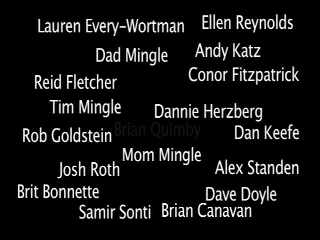 Lauren Every-Wortman
Ellen Reynolds
Dad Mingle
Andy Katz
Reid Fletcher
Conor Fitzpatrick
Tim Mingle
Dannie Herzberg
Rob Goldstein
Brian Quimby
Dan Keefe
Mom Mingle
Josh Roth
Alex Standen
Brit Bonnette
Dave Doyle
Samir Sonti
Brian Canavan